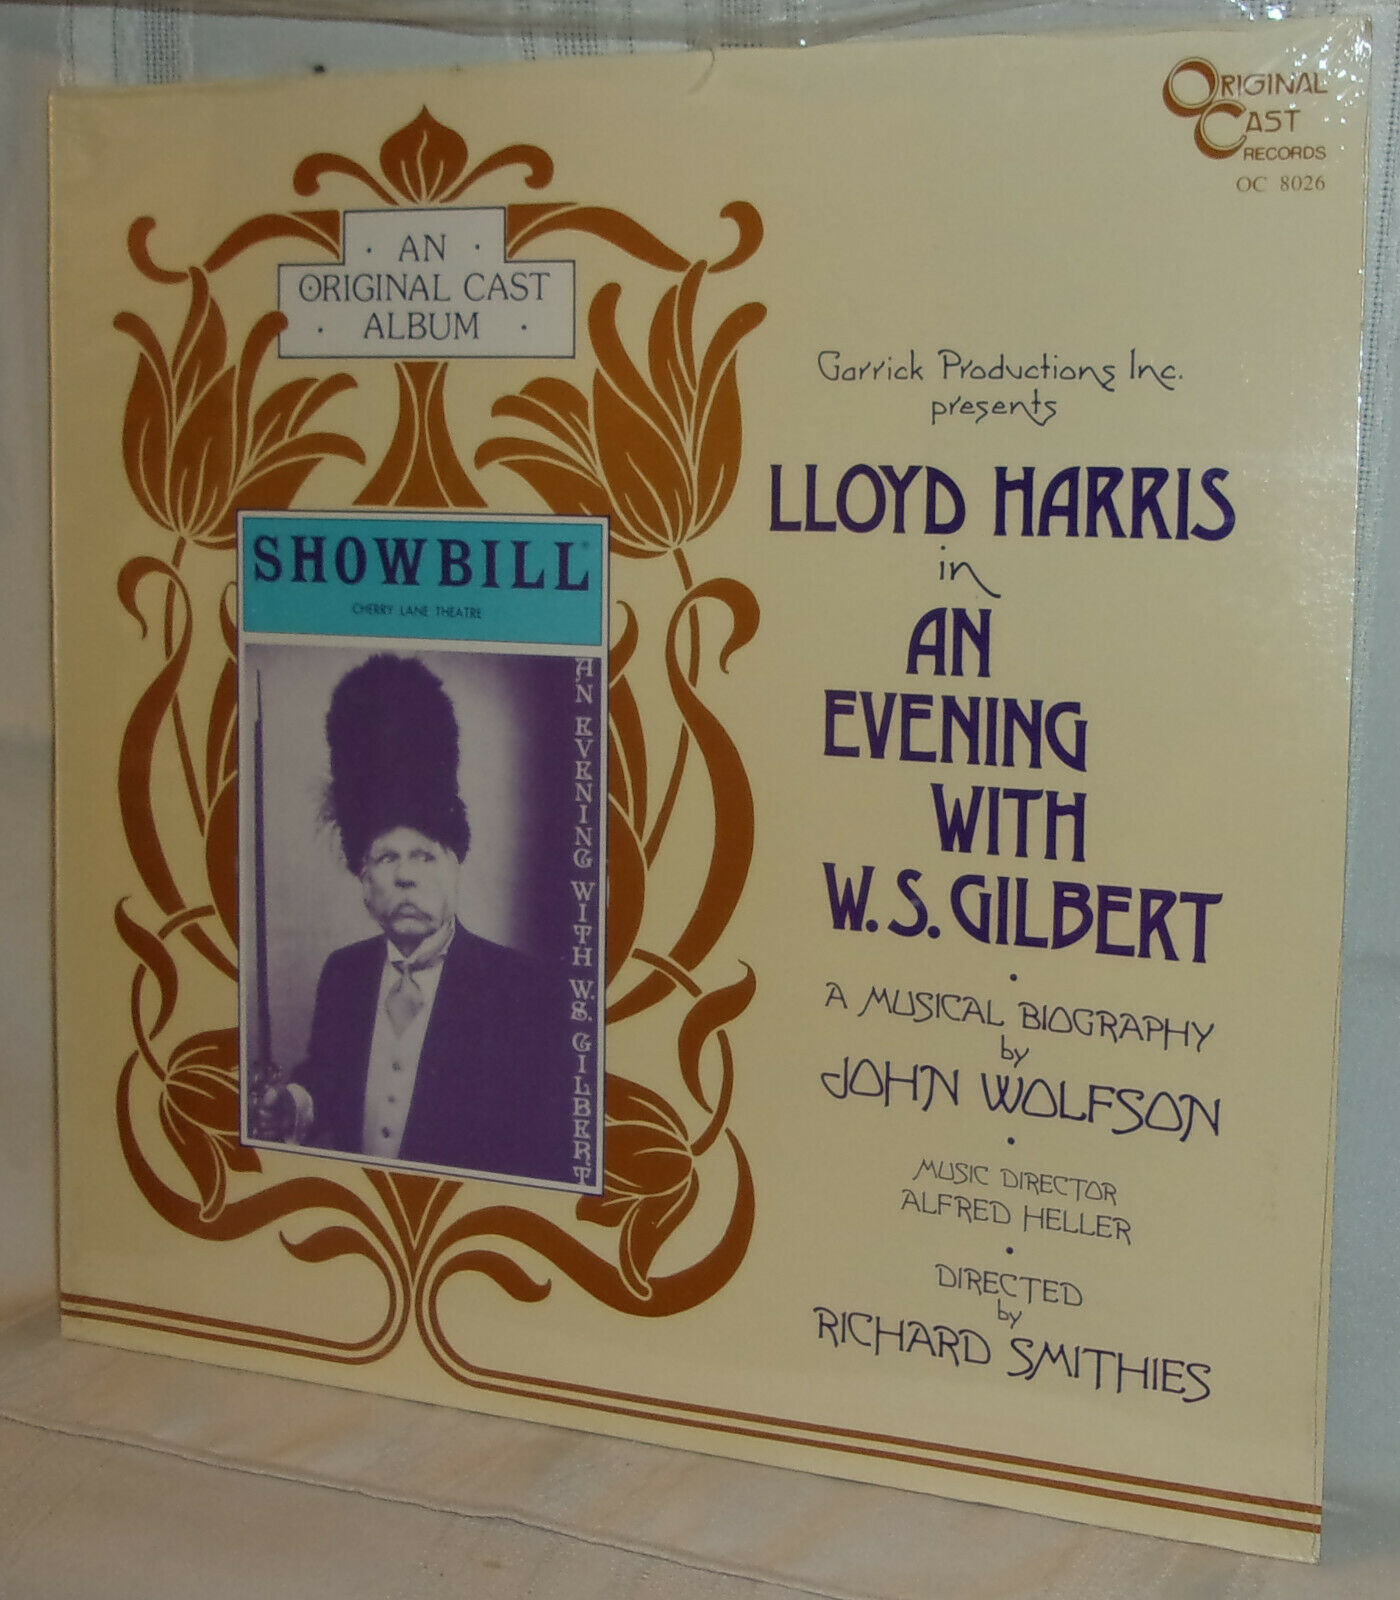 ORIGINAL
CAST
RECORDS
OC 8026
· AN ·
ORIGINAL CAST
· ALBUM ·
SHOWBILL®
CHERRY LANE THEATRE
AN EVENING WITH W.S. GILBERT
Garrick Productions Inc.
presents
LLOYD HARRIS
in
AN
EVENING
WITH
W.S. GILBERT
·
A MUSICAL BIOGRAPHY
by
JOHN WOLFSON
·
MUSIC DIRECTOR
ALFRED HELLER
·
DIRECTED
by
RICHARD SMITHIES